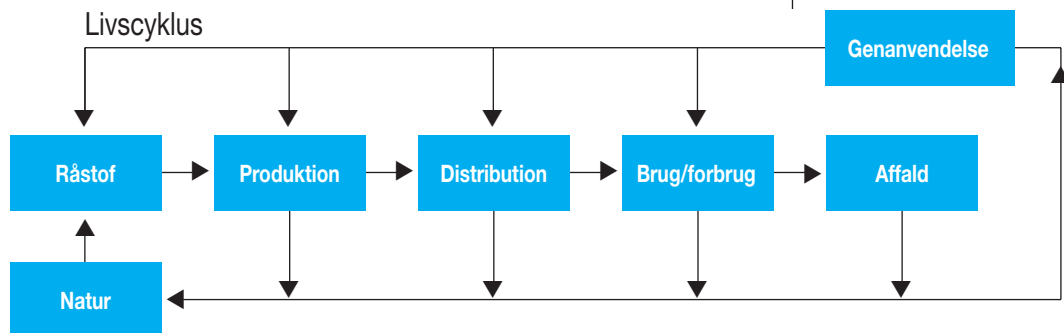 Livscyklus
Genanvendelse
Råstof
Produktion
Distribution
Brug/forbrug
Affald
Natur